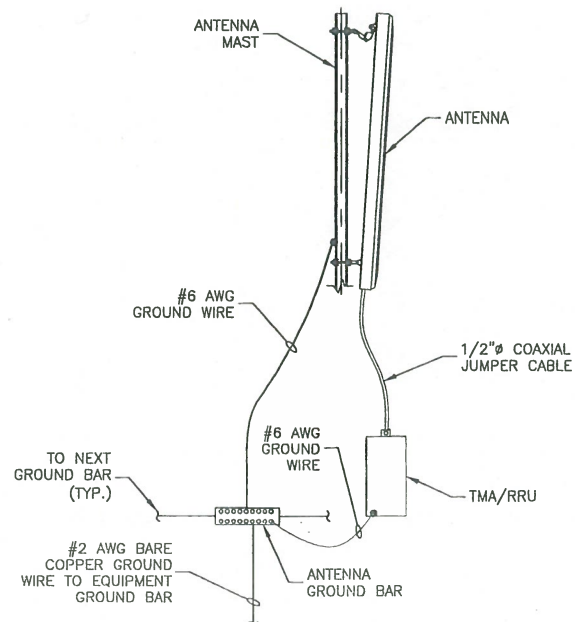 ANTENNA
MAST
ANTENNA
#6 AWG
GROUND WIRE
1/2"ø COAXIAL
JUMPER CABLE
#6 AWG
GROUND
WIRE
TO NEXT
GROUND BAR
(TYP.)
TMA/RRU
#2 AWG BARE
COPPER GROUND
WIRE TO EQUIPMENT
GROUND BAR
ANTENNA
GROUND BAR